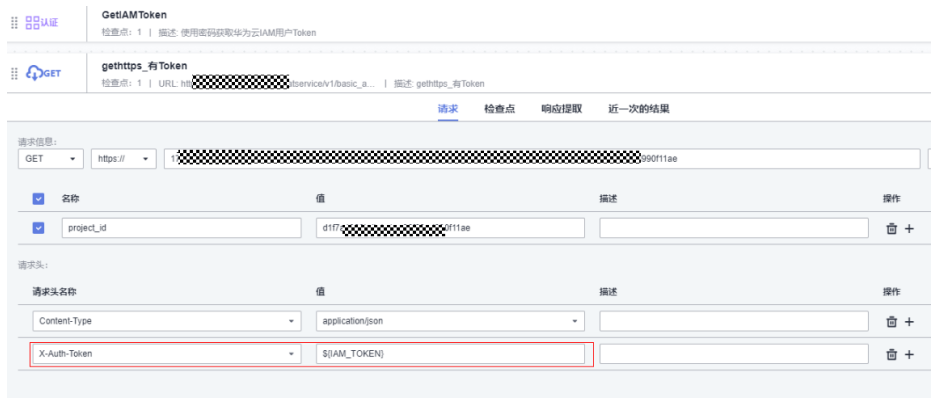 认证
GetIAMToken
检查点: 1 | 描述: 使用密码获取华为云IAM用户Token
GET
gethttps_有Token
检查点: 1 | URL: htt tservice/v1/basic_a... | 描述: gethttps_有Token
请求 检查点 响应提取 近一次的结果
请求信息:
GET https:// 17 990f11ae
名称 值 描述 操作
project_id d1f7 0f11ae
请求头:
请求头名称 值 描述 操作
Content-Type application/json
X-Auth-Token ${IAM_TOKEN}